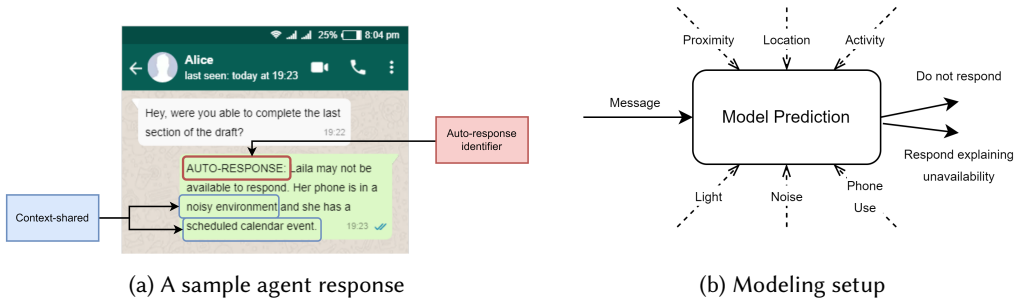 25% 8:04 pm
Alice
last seen: today at 19:23
Hey, were you able to complete the last
section of the draft?
19:22
Auto-response
identifier
AUTO-RESPONSE: Laila may not be
available to respond. Her phone is in a
noisy environment and she has a
scheduled calendar event.
19:23
Context-shared
(a) A sample agent response
Proximity
Location
Activity
Message
Model Prediction
Do not respond
Respond explaining
unavailability
Light
Noise
Phone
Use
(b) Modeling setup